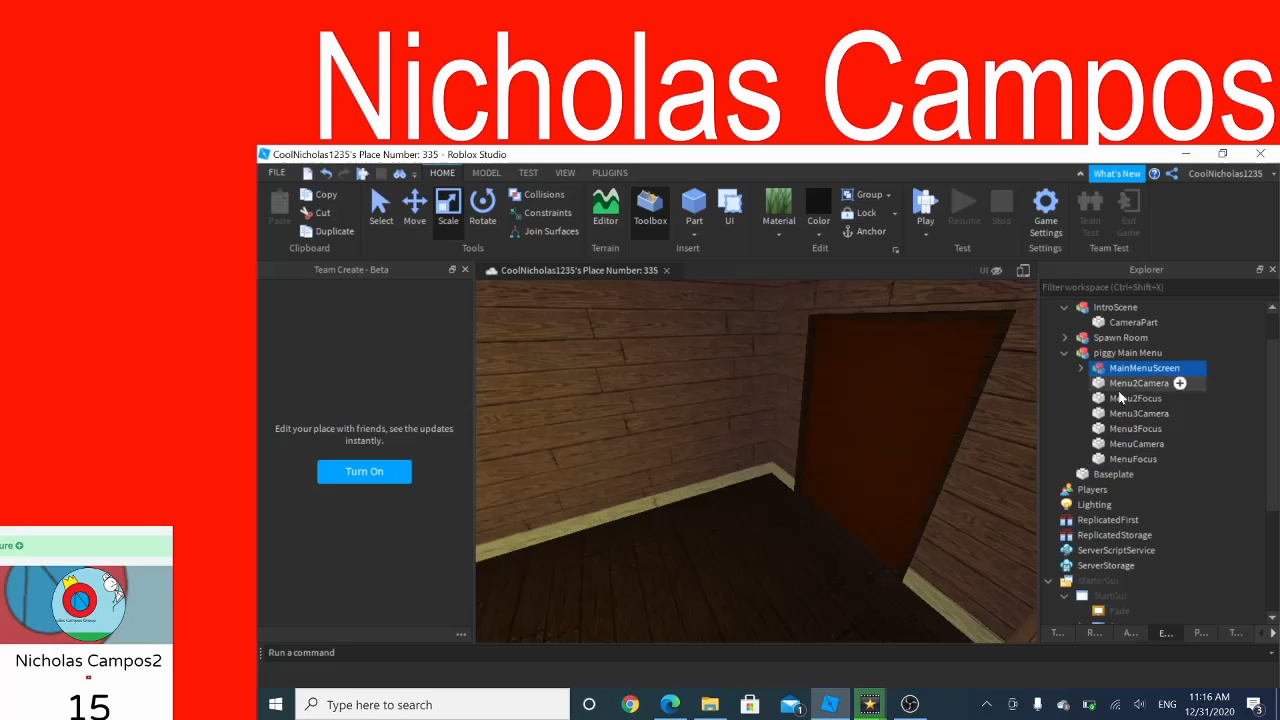 Nicholas Campos
CoolNicholas1235's Place Number: 335 - Roblox Studio
FILE
HOME
MODEL
TEST
VIEW
PLUGINS
What's New
CoolNicholas1235
Paste
Copy
Cut
Duplicate
Clipboard
Select
Move
Scale
Rotate
Collisions
Constraints
Join Surfaces
Tools
Editor
Terrain
Toolbox
Part
UI
Insert
Material
Color
Group
Lock
Anchor
Edit
Play
Resume
Stop
Test
Game Settings
Settings
Team Test
Exit Game
Team Test
Team Create - Beta
CoolNicholas1235's Place Number: 335
UI
Explorer
Filter workspace (Ctrl+Shift+X)
IntroScene
CameraPart
Spawn Room
piggy Main Menu
MainMenuScreen
Menu2Camera
Menu2Focus
Menu3Camera
Menu3Focus
MenuCamera
MenuFocus
Baseplate
Players
Lighting
ReplicatedFirst
ReplicatedStorage
ServerScriptService
ServerStorage
StarterGui
StartGui
Fade
Edit your place with friends, see the updates
instantly.
Turn On
T...
R...
A...
E...
P...
T...
Run a command
ure
Nicholas Campos2
15
Type here to search
ENG
11:16 AM
12/31/2020
3